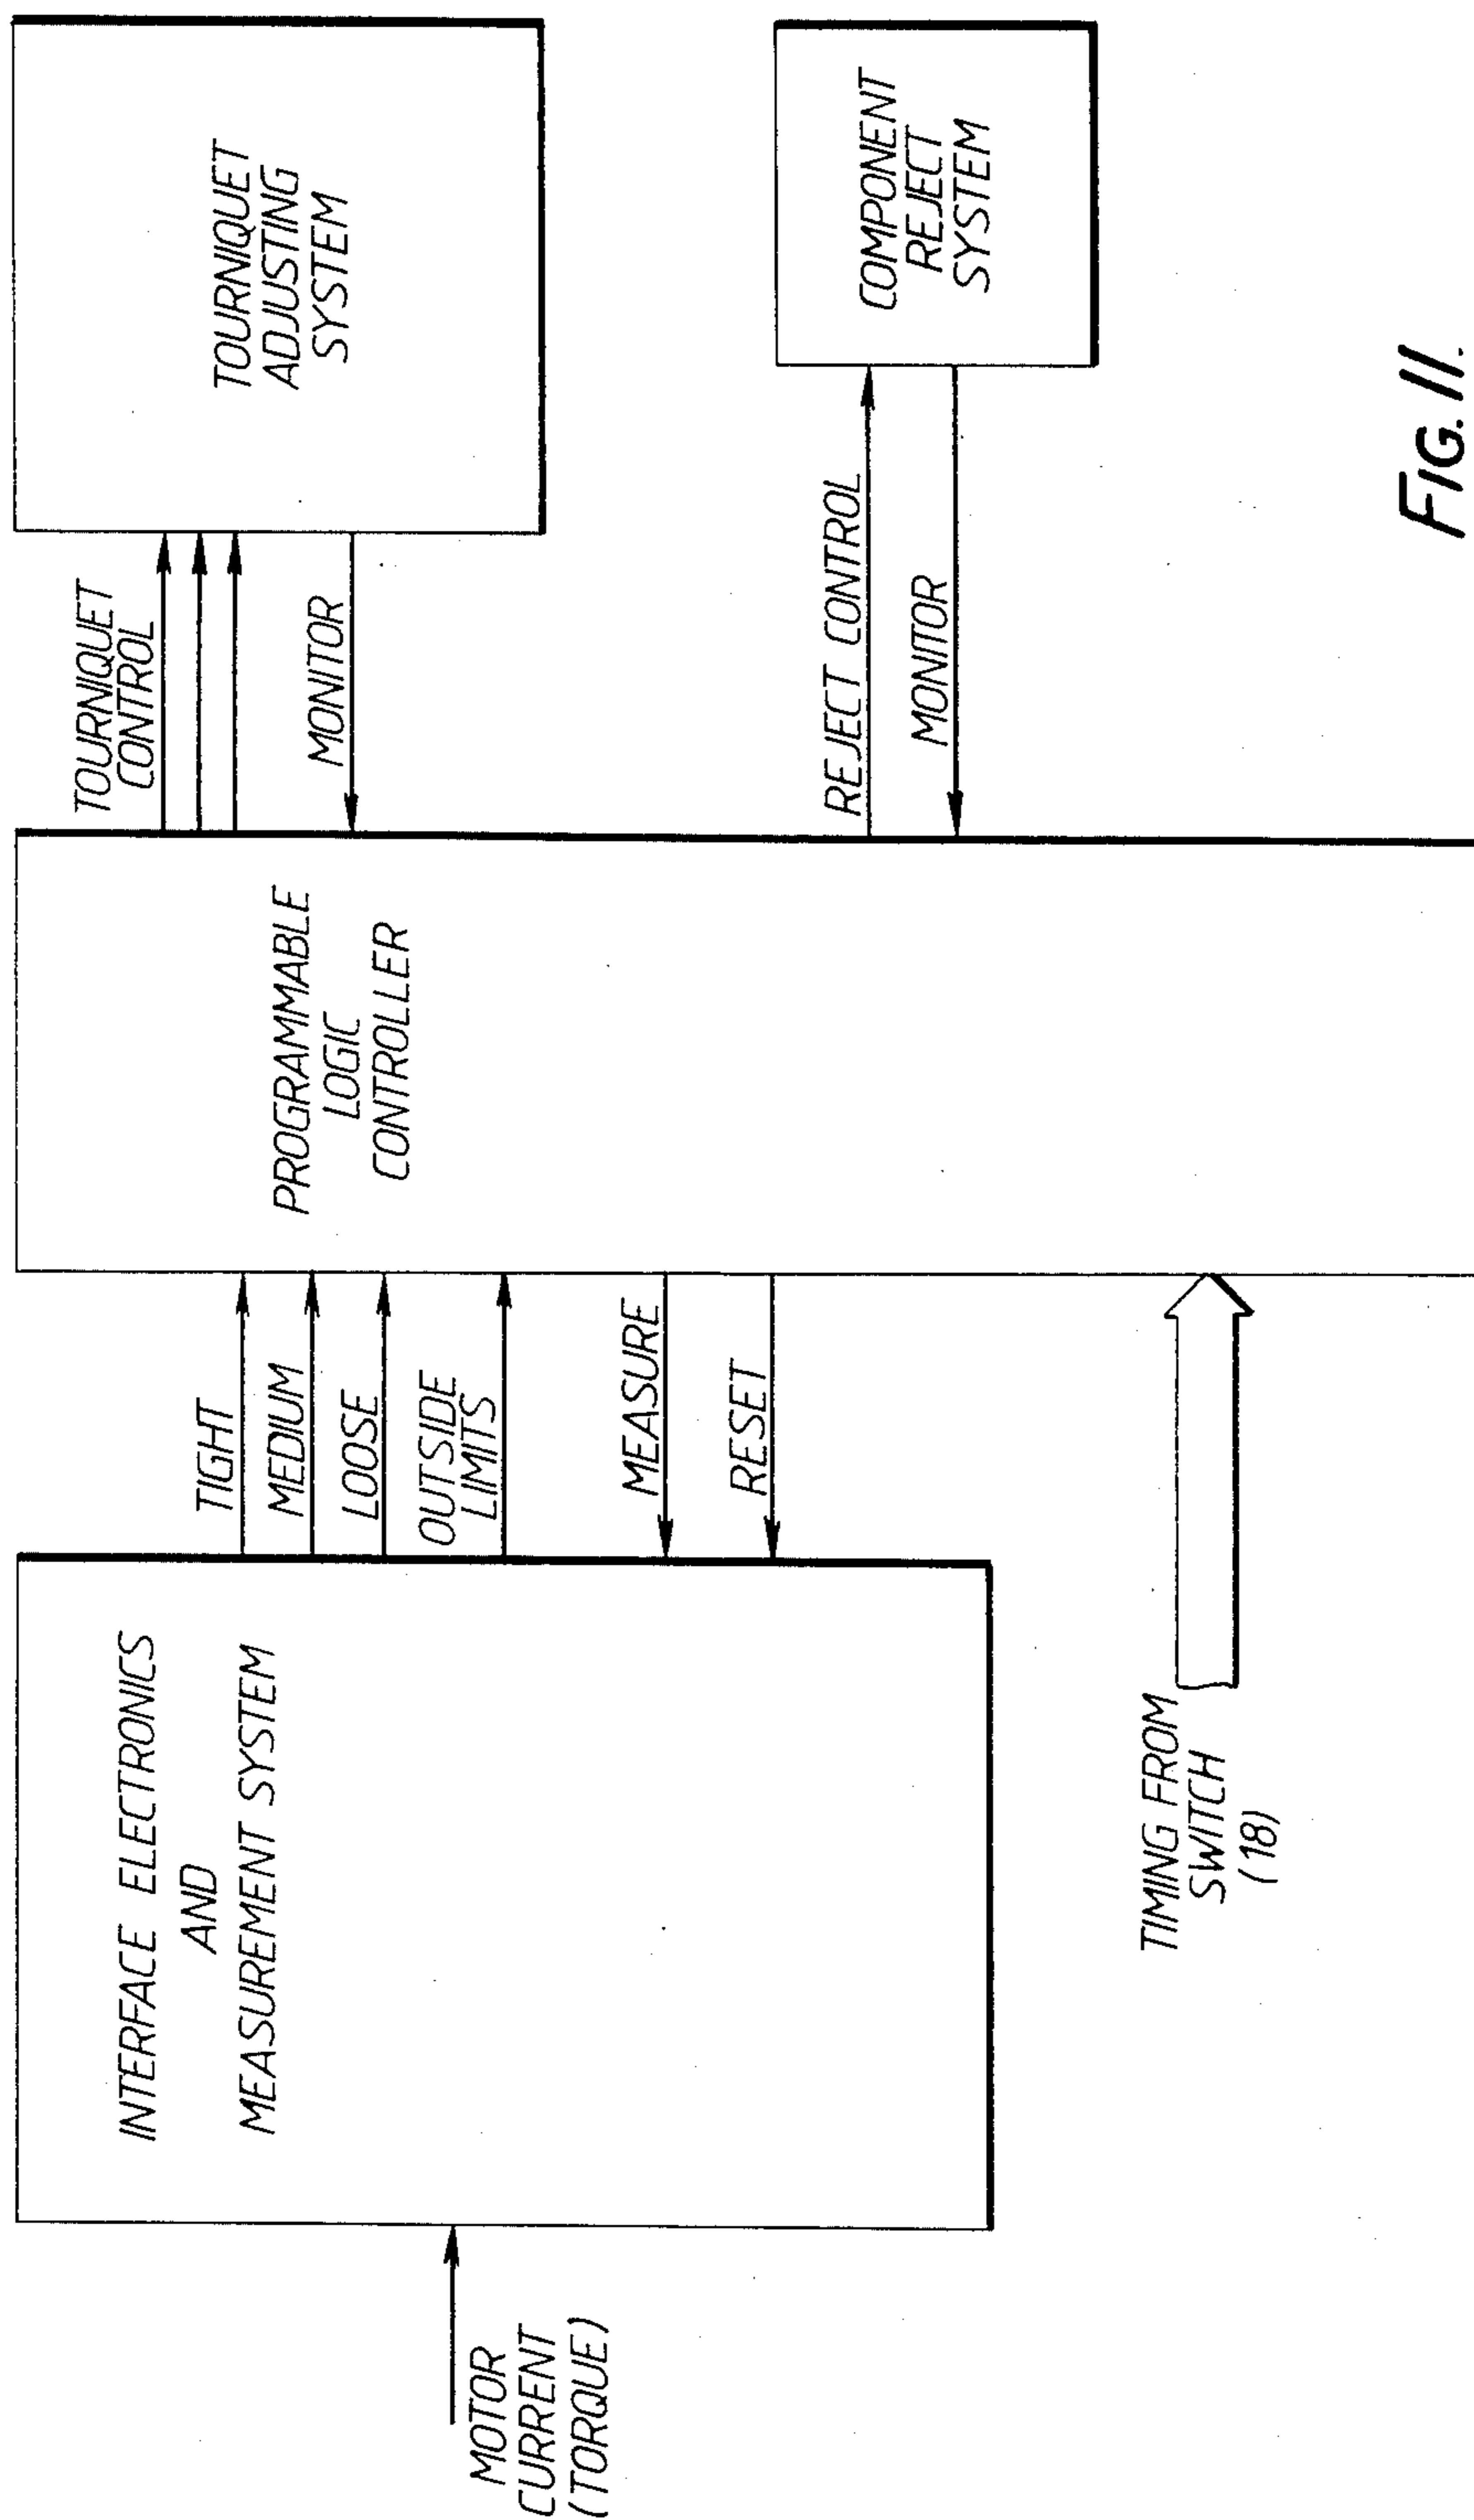 MOTOR
CURRENT
(TORQUE)
INTERFACE ELECTRONICS
AND
MEASUREMENT SYSTEM
TIGHT
MEDIUM
LOOSE
OUTSIDE
LIMITS
MEASURE
RESET
TIMING FROM
SWITCH
(18)
PROGRAMMABLE
LOGIC
CONTROLLER
TOURNIQUET
CONTROL
MONITOR
REJECT CONTROL
MONITOR
TOURNIQUET
ADJUSTING
SYSTEM
COMPONENT
REJECT
SYSTEM
FIG. 11.